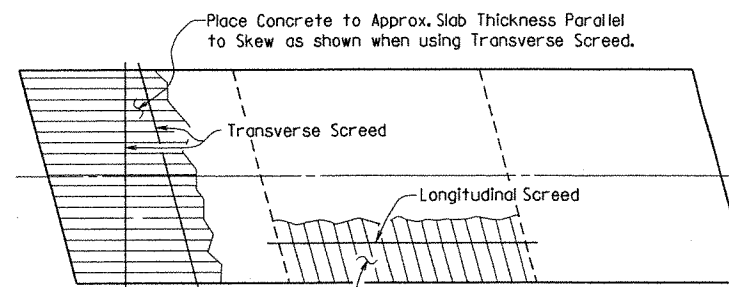 Place Concrete to Approx. Slab Thickness Parallel
to Skew as shown when using Transverse Screed.
Transverse Screed
Longitudinal Screed